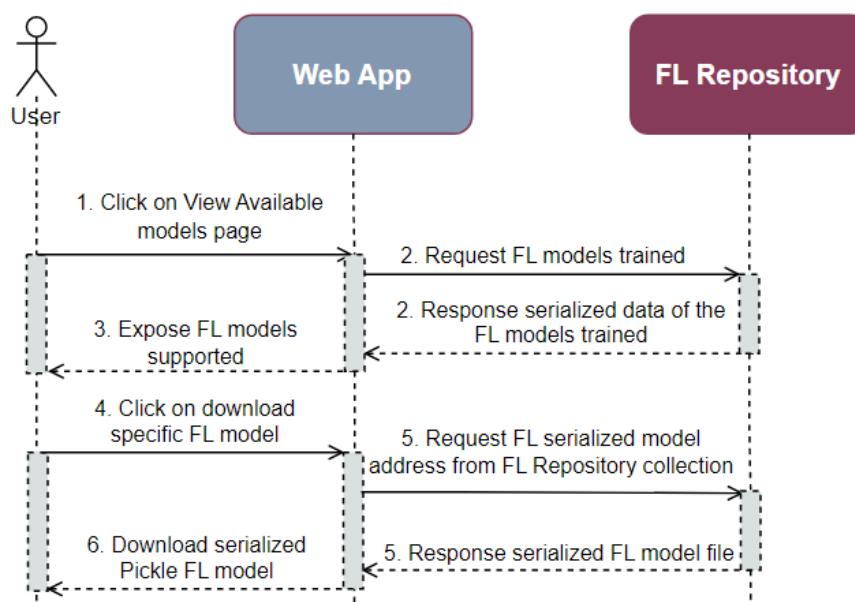 Web App
FL Repository
User
1. Click on View Available
models page
2. Request FL models trained
2. Response serialized data of the
FL models trained
3. Expose FL models
supported
4. Click on download
specific FL model
5. Request FL serialized model
address from FL Repository collection
5. Response serialized FL model file
6. Download serialized
Pickle FL model